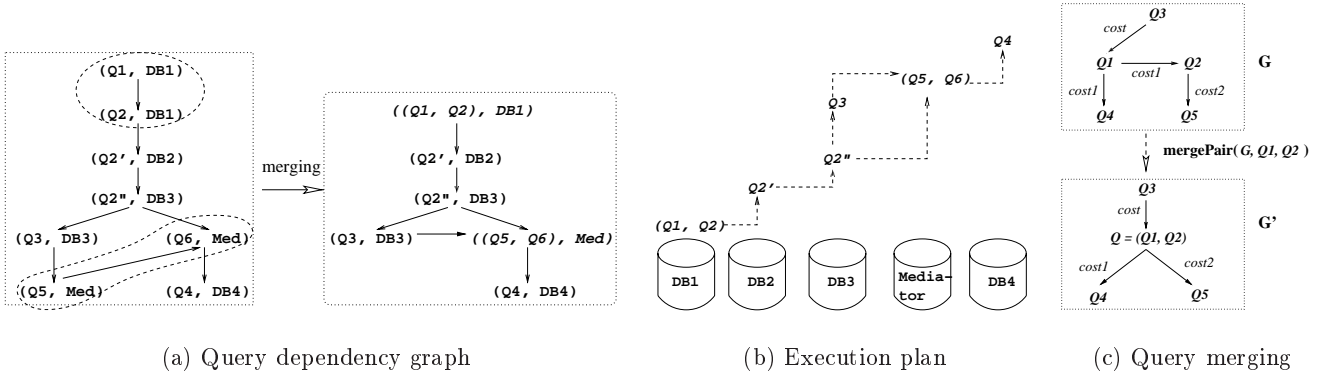 (Q1, DB1)
(Q2, DB1)
(Q2', DB2)
(Q2", DB3)
(Q3, DB3)
(Q6, Med)
(Q5, Med)
(Q4, DB4)
merging
((Q1, Q2), DB1)
(Q2', DB2)
(Q2", DB3)
(Q3, DB3)
((Q5, Q6), Med)
(Q4, DB4)
(a) Query dependency graph
Q4
(Q5, Q6)
Q3
Q2"
Q2'
(Q1, Q2)
DB1
DB2
DB3
Media-
tor
DB4
(b) Execution plan
Q3
cost
Q1
cost1
Q2
cost1
cost2
Q4
Q5
G
mergePair( G, Q1, Q2 )
Q3
cost
Q = (Q1, Q2)
cost1
cost2
Q4
Q5
G'
(c) Query merging